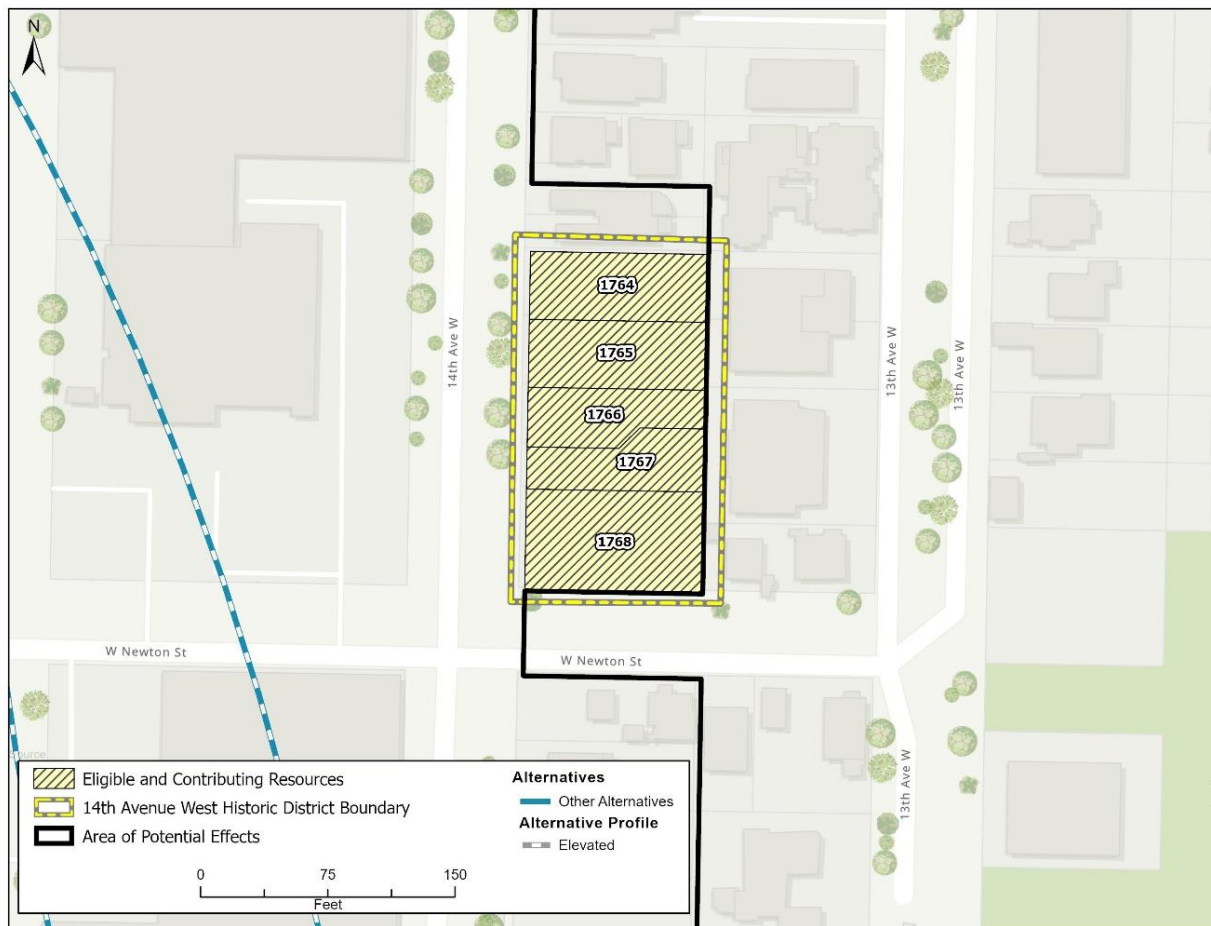 N
14th Ave W
13th Ave W
13th Ave W
1764
1765
1766
1767
1768
W Newton St
W Newton St
13th Ave W
Source
Eligible and Contributing Resources
14th Avenue West Historic District Boundary
Area of Potential Effects
0 75 150
Feet
Alternatives
Other Alternatives
Alternative Profile
Elevated